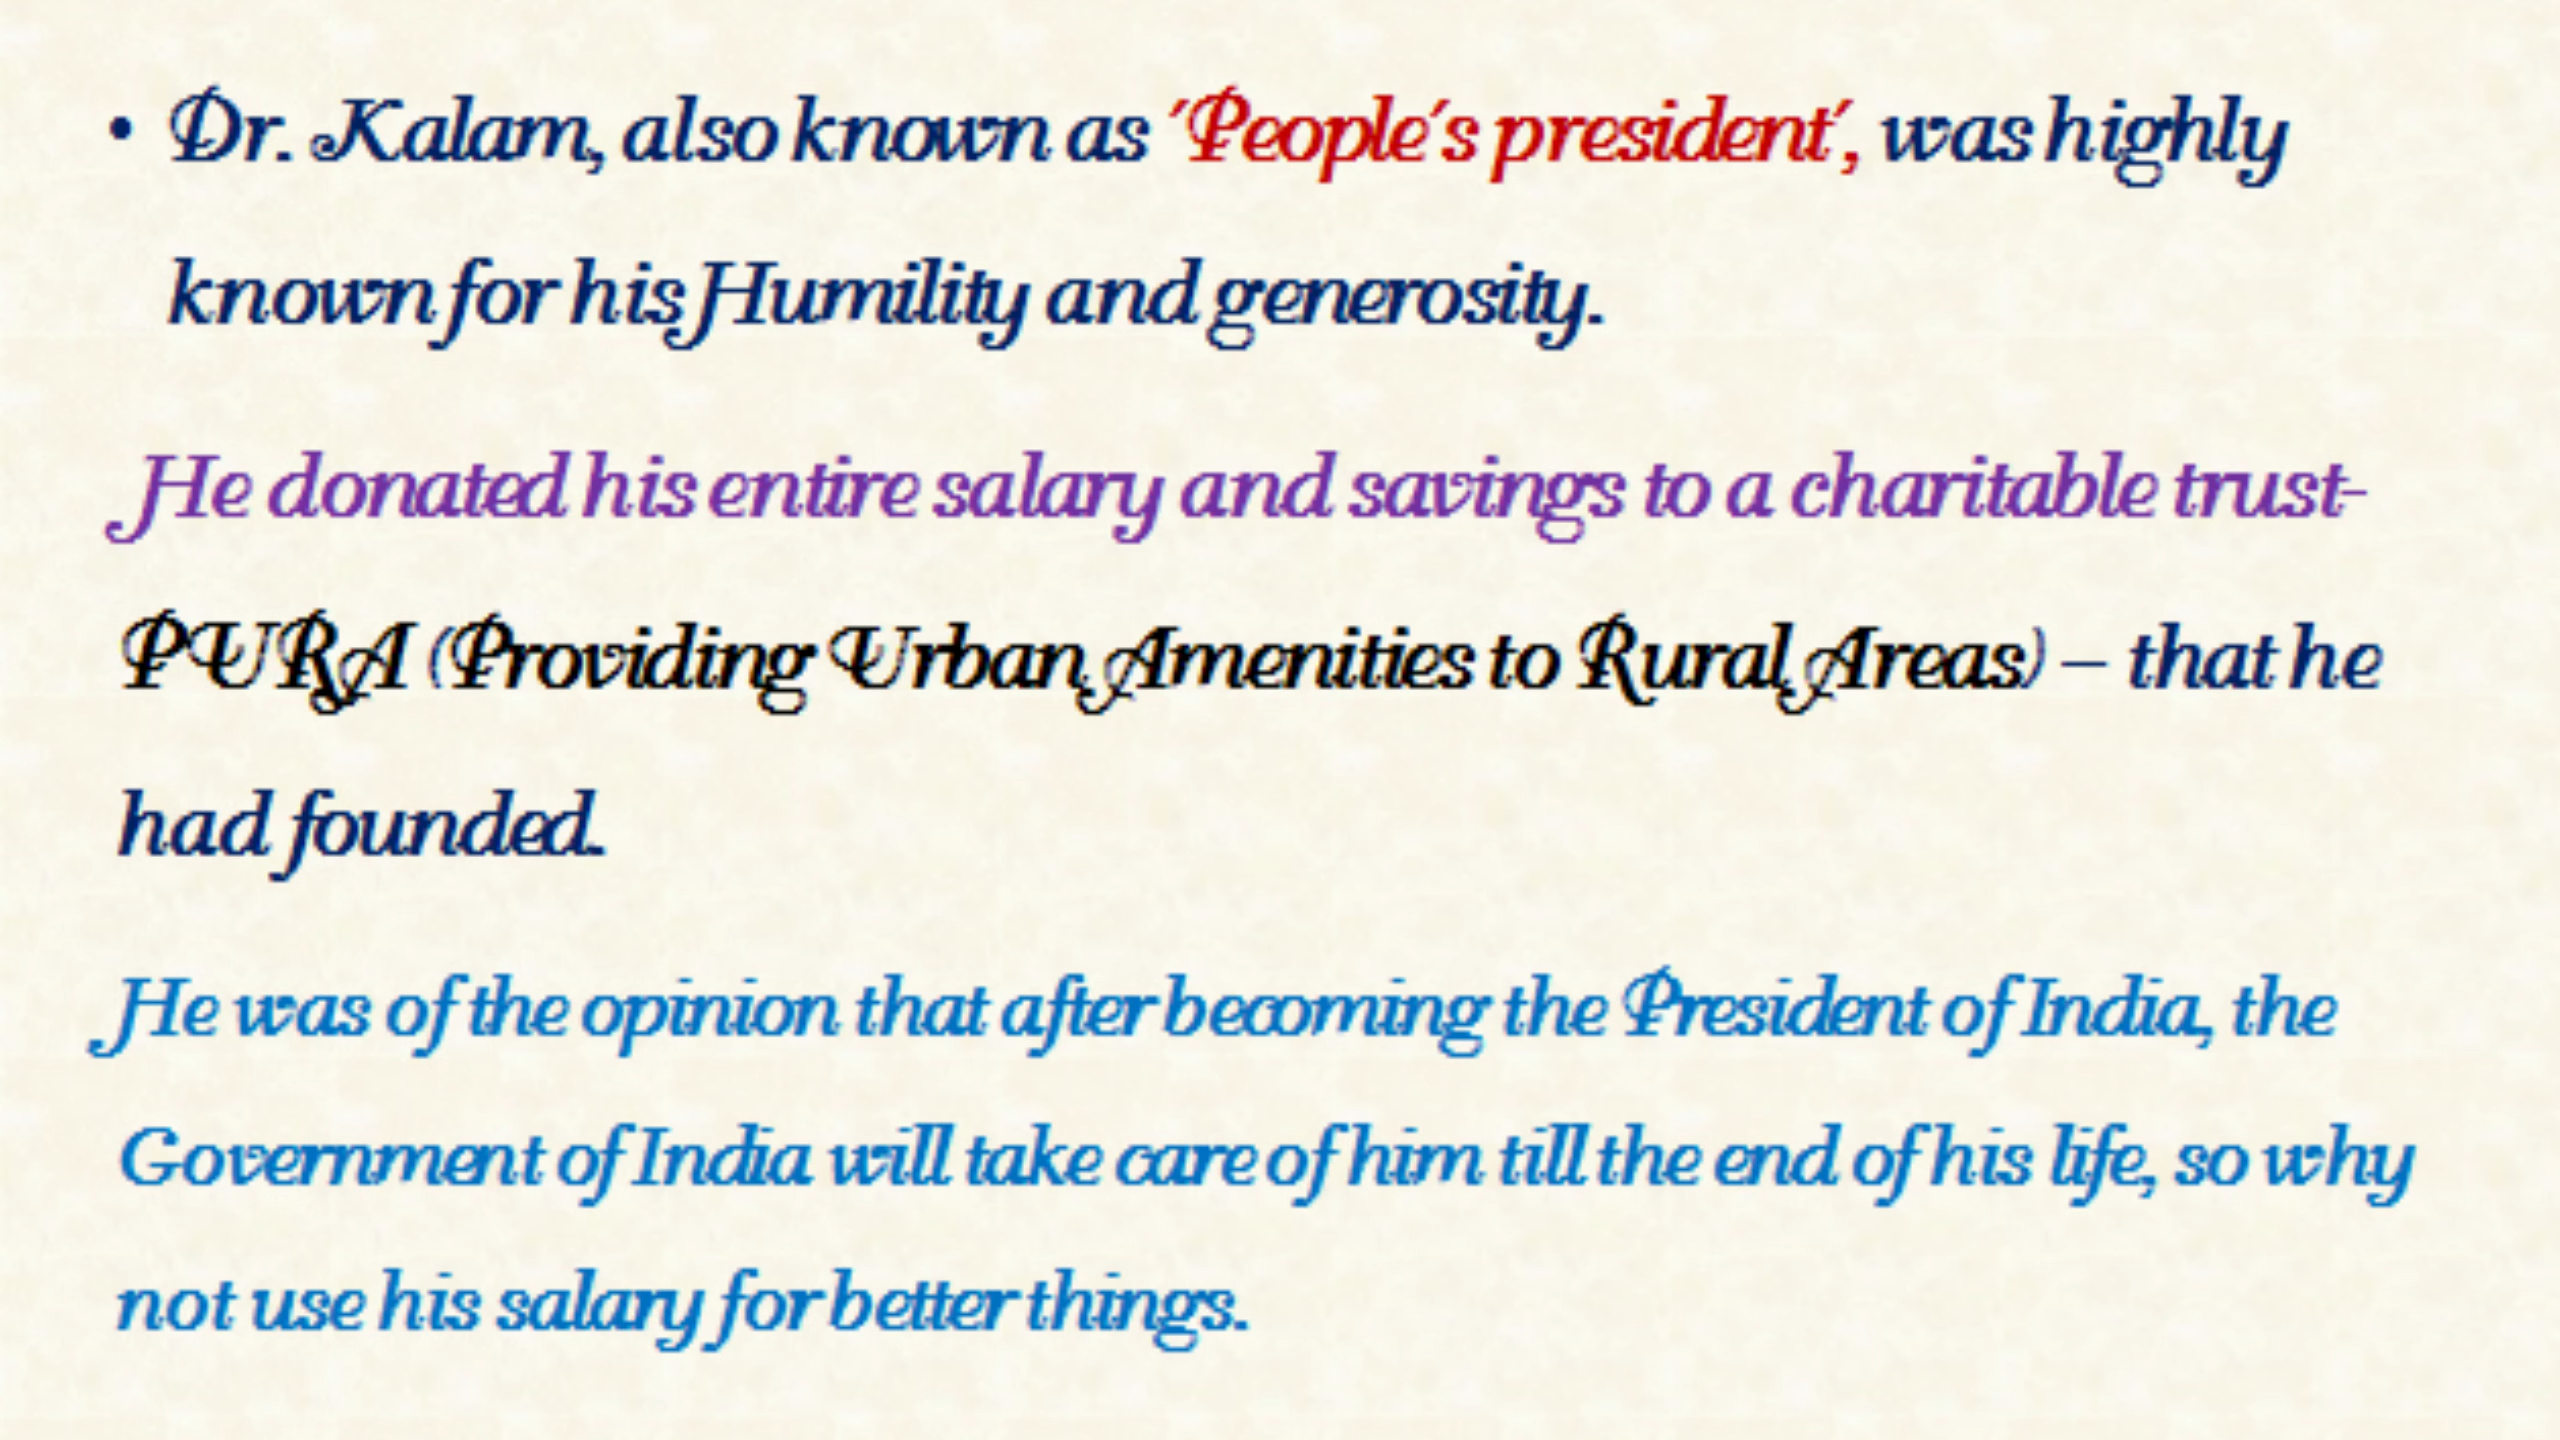 • Dr. Kalam, also known as 'People's president', was highly
known for his Humility and generosity.
He donated his entire salary and savings to a charitable trust-
PURA (Providing Urban Amenities to Rural Areas) – that he
had founded.
He was of the opinion that after becoming the President of India, the
Government of India will take care of him till the end of his life, so why
not use his salary for better things.